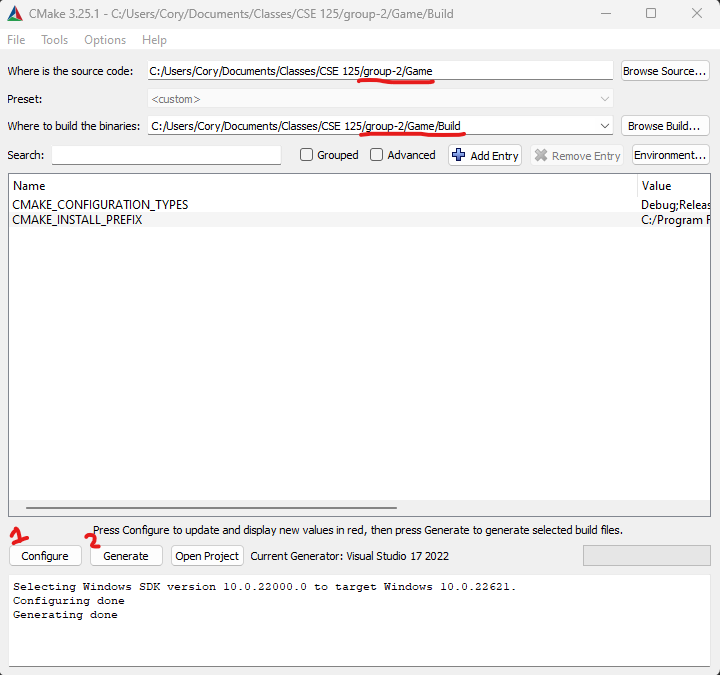 CMake 3.25.1 - C:/Users/Cory/Documents/Classes/CSE 125/group-2/Game/Build
File Tools Options Help
Where is the source code: C:/Users/Cory/Documents/Classes/CSE 125/group-2/Game Browse Source...
Preset: <custom>
Where to build the binaries: C:/Users/Cory/Documents/Classes/CSE 125/group-2/Game/Build Browse Build...
Search: Grouped Advanced Add Entry Remove Entry Environment...
Name Value
CMAKE_CONFIGURATION_TYPES Debug;Releas
CMAKE_INSTALL_PREFIX C:/Program F
Press Configure to update and display new values in red, then press Generate to generate selected build files.
1 2
Configure Generate Open Project Current Generator: Visual Studio 17 2022
Selecting Windows SDK version 10.0.22000.0 to target Windows 10.0.22621.
Configuring done
Generating done